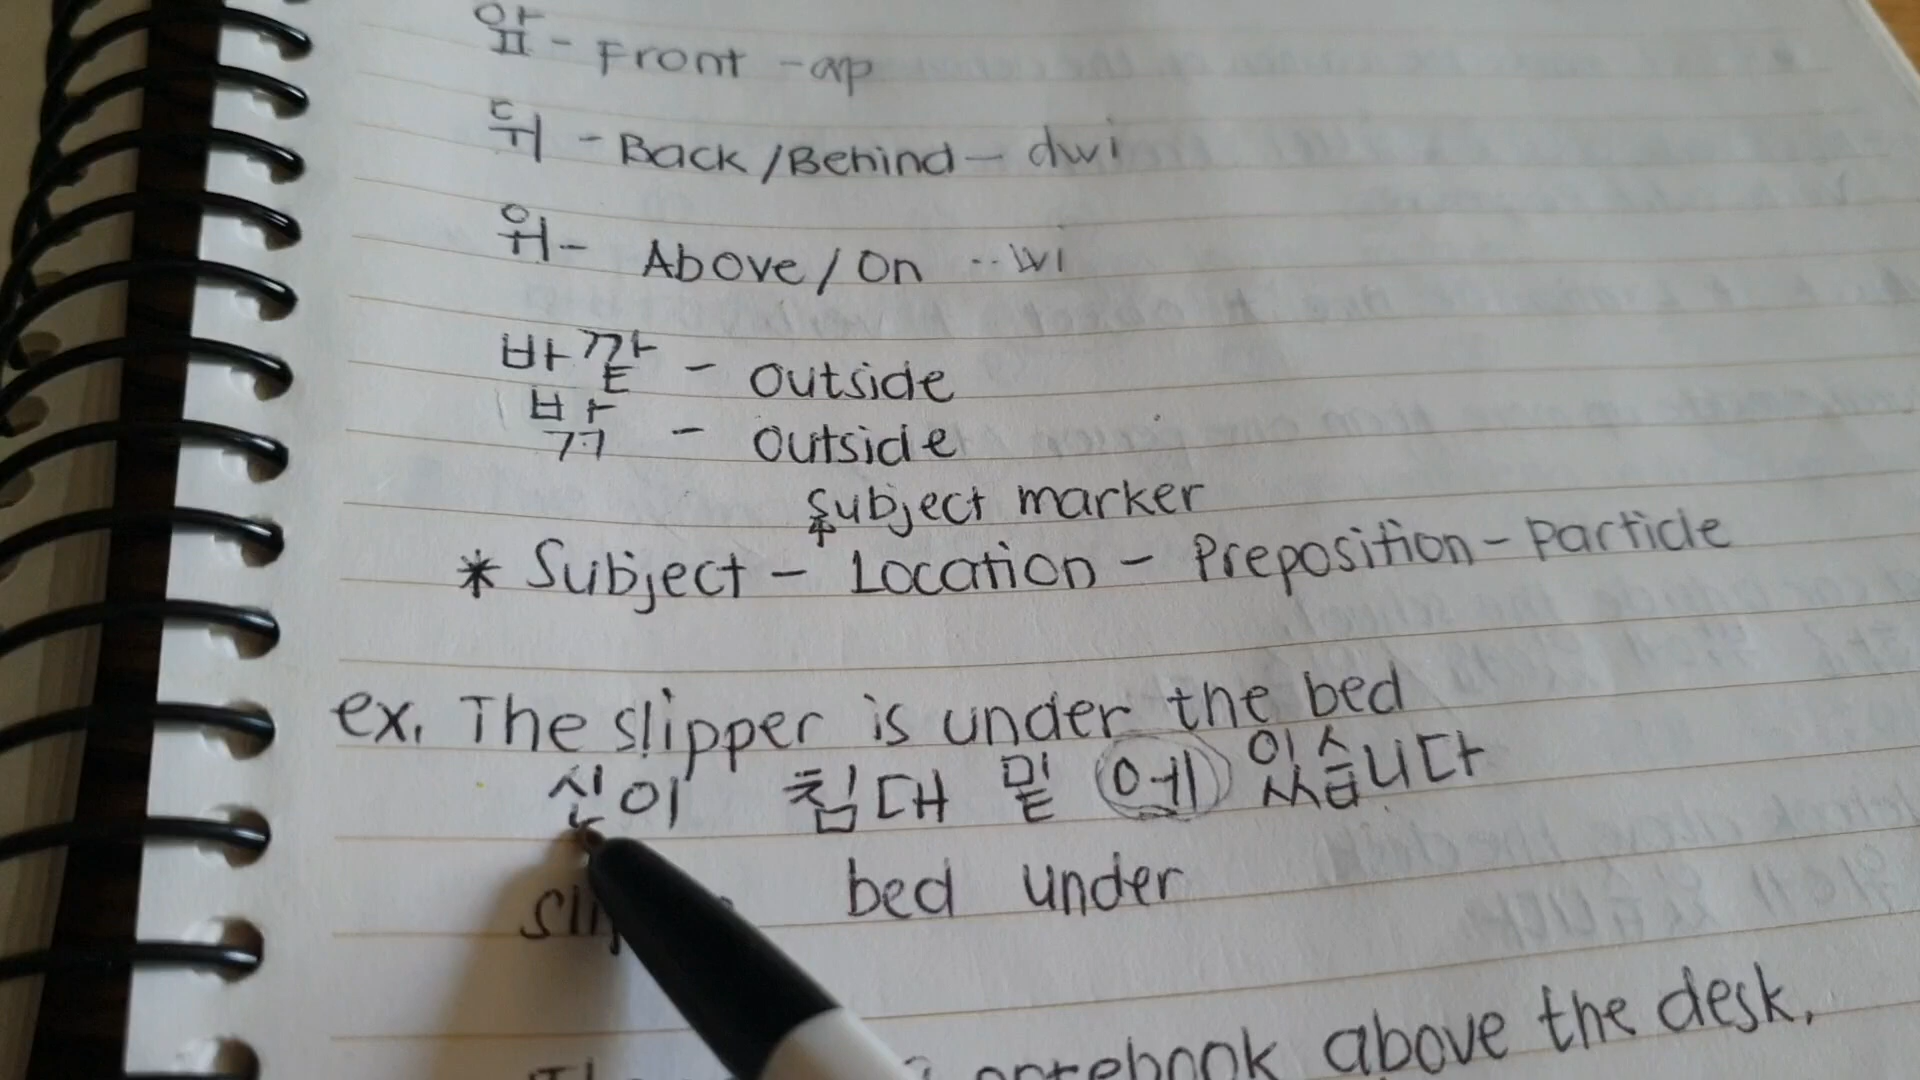 앞 - Front - ap
뒤 - Back / Behind - dwi
위 - Above / On - wi
바깥 - outside
밖 - outside
subject marker
* Subject - Location - Preposition - Particle
ex. The slipper is under the bed
신이 침대 밑 에 있습니다
bed under
notebook above the desk.